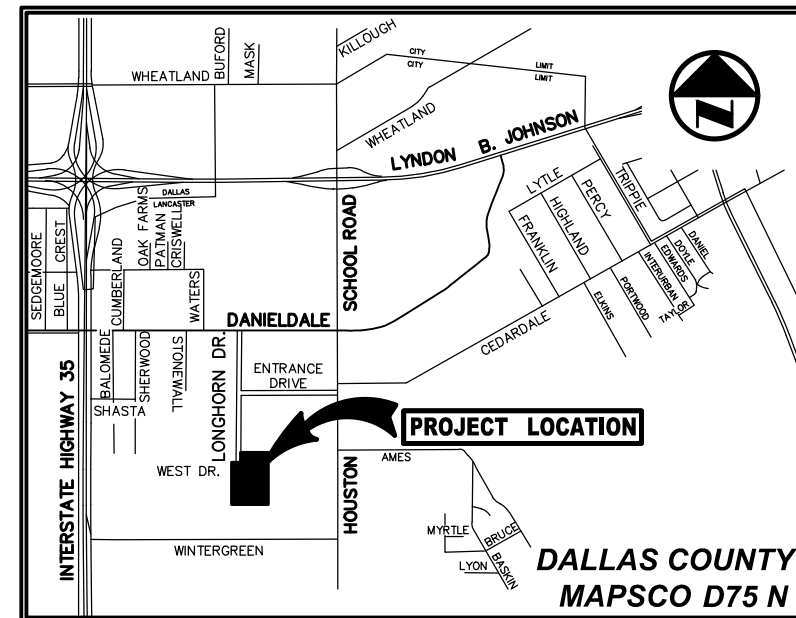 KILLOUGH
BUFORD
MASK
WHEATLAND
CITY
CITY
LIMIT
LIMIT
WHEATLAND
LYNDON B. JOHNSON
N
DALLAS
LANCASTER
SEDGEMOORE
BLUE CREST
CUMBERLAND
OAK FARMS
PATMAN
CRISWELL
WATERS
SCHOOL ROAD
LYTLE
FRANKLIN
HIGHLAND
PERCY
TRIPPIE
DANIEL
DOYLE
EDWARDS
INTERURBAN
TAYLOR
PORTWOOD
ELKINS
CEDARDALE
DANIELDALE
BALOMEDE
SHERWOOD
STONEWALL
LONGHORN DR.
ENTRANCE
DRIVE
SHASTA
INTERSTATE HIGHWAY 35
PROJECT LOCATION
WEST DR.
AMES
HOUSTON
WINTERGREEN
MYRTLE
BRUCE
LYON
BASKIN
DALLAS COUNTY
MAPSCO D75 N